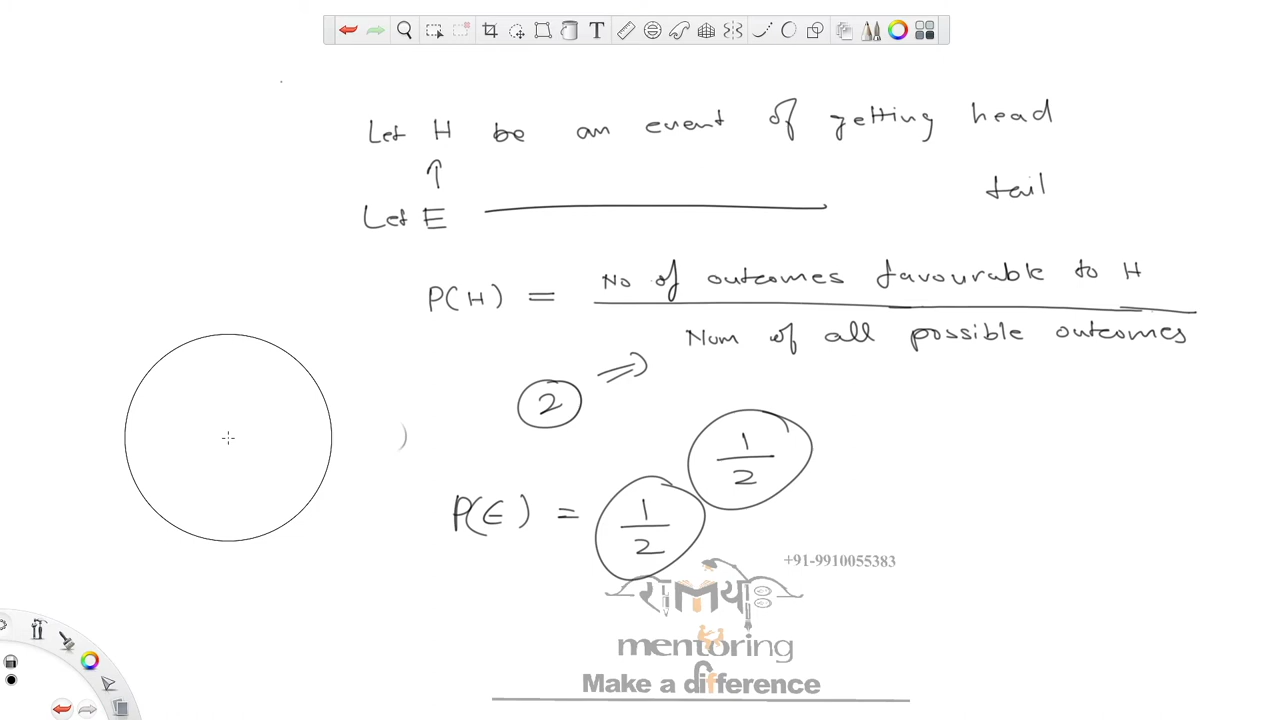 Let H be an event of getting head
↑
Let E ———— tail
P(H) = No of outcomes favourable to H
Num of all possible outcomes
2 ⇒
1/2
P(E) = 1/2
+91-9910055383
रामया
mentoring
Make a difference